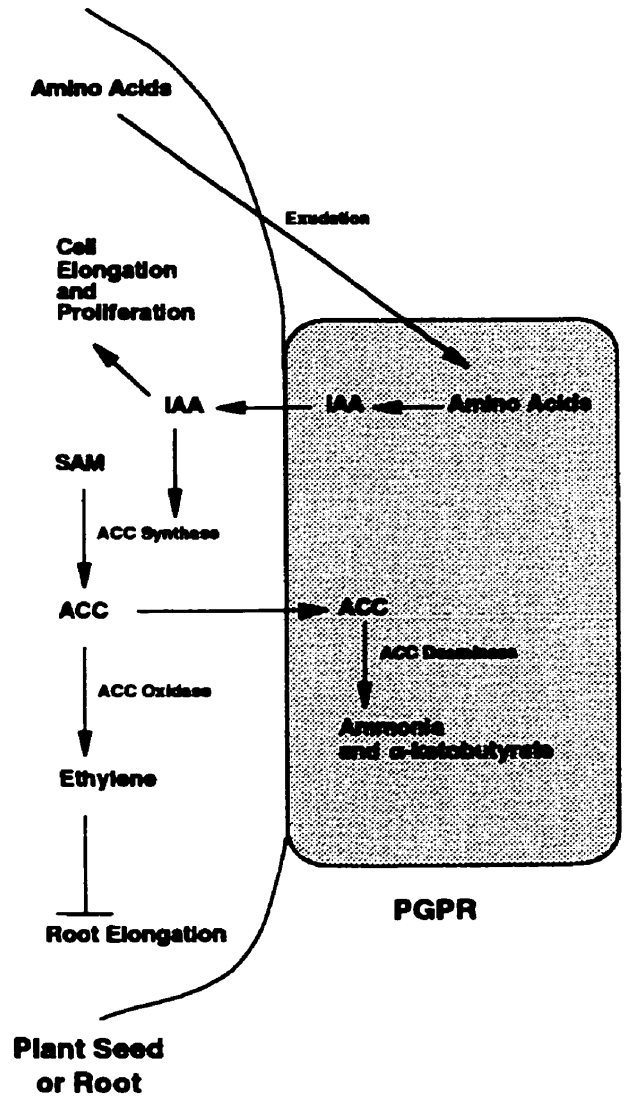 Amino Acids
Exudation
Cell
Elongation
and
Proliferation
IAA
IAA
Amino Acids
SAM
ACC Synthase
ACC
ACC
ACC Deaminase
ACC Oxidase
Ammonia
and α-ketobutyrate
Ethylene
PGPR
Root Elongation
Plant Seed
or Root